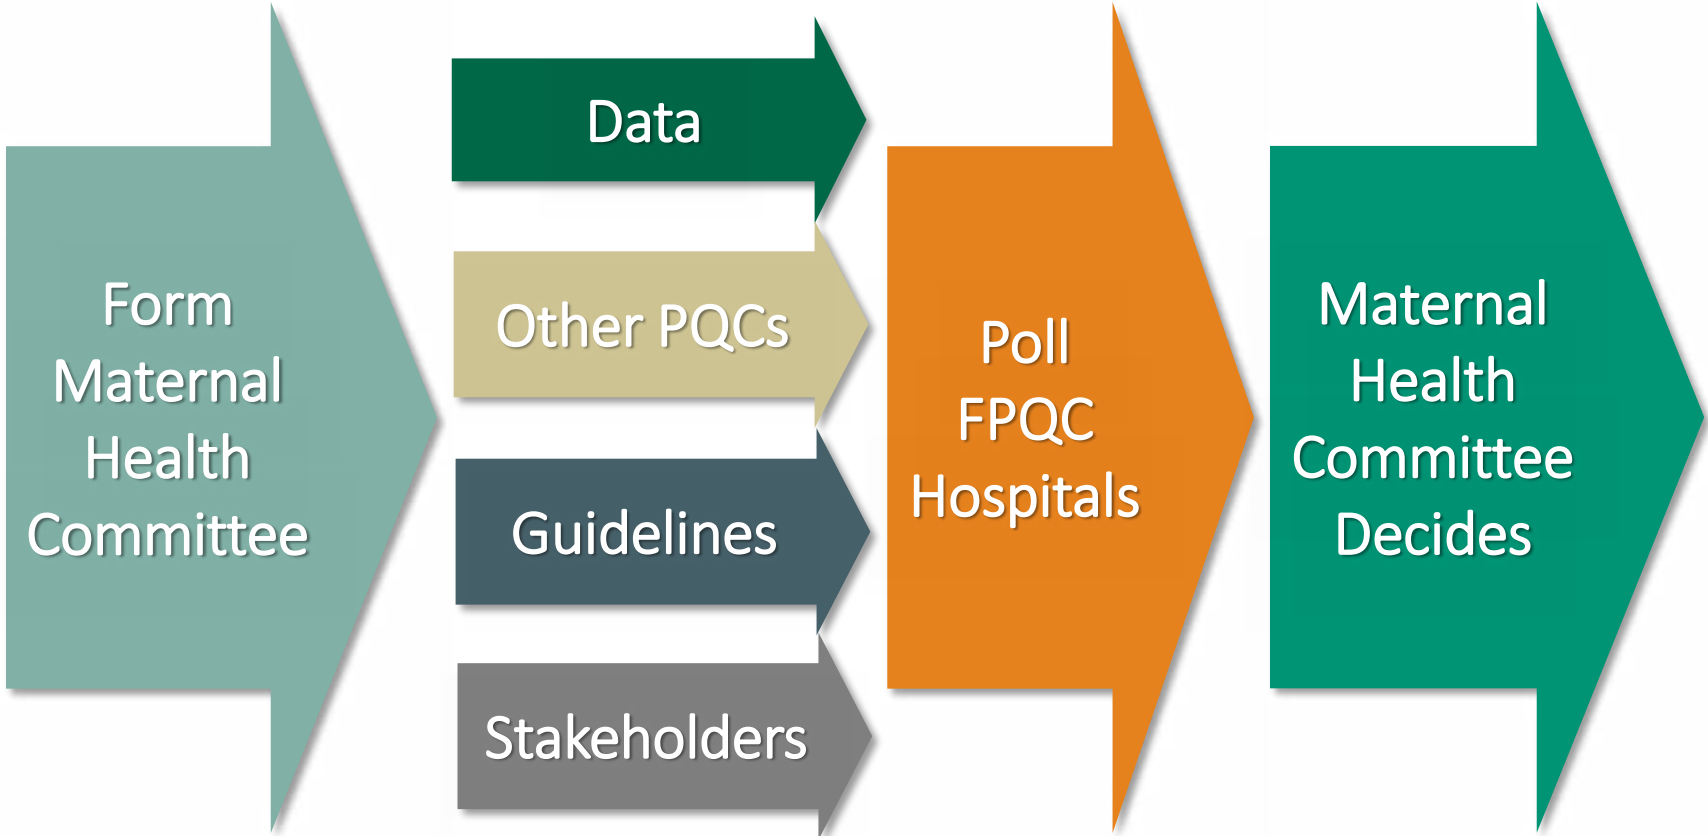 Form
Maternal
Health
Committee
Data
Other PQCs
Guidelines
Stakeholders
Poll
FPQC
Hospitals
Maternal
Health
Committee
Decides